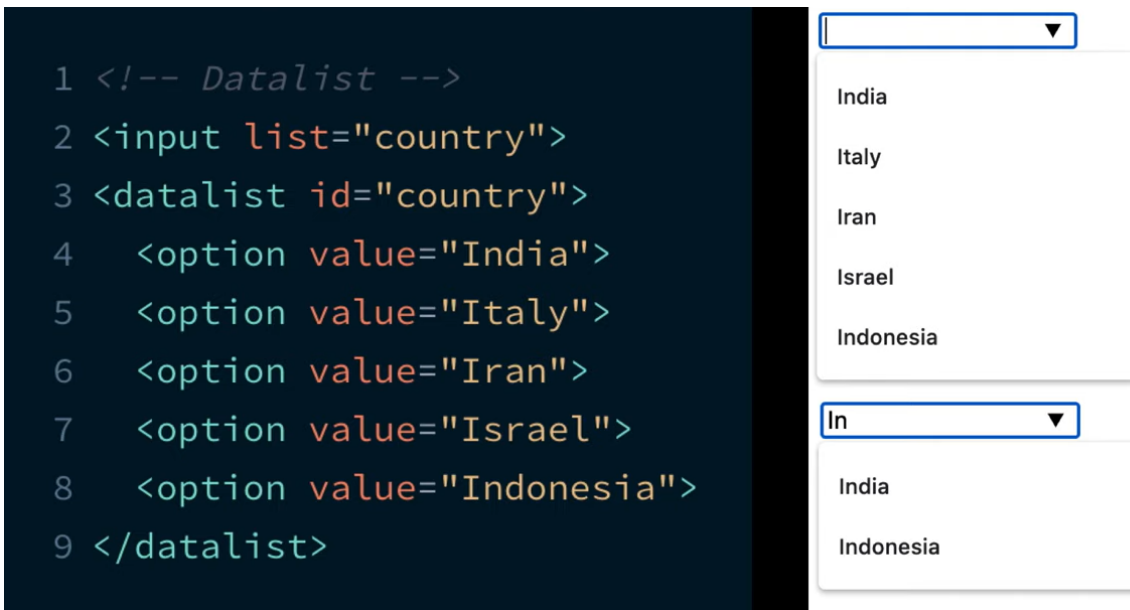 1 <!-- Datalist -->
2 <input list="country">
3 <datalist id="country">
4   <option value="India">
5   <option value="Italy">
6   <option value="Iran">
7   <option value="Israel">
8   <option value="Indonesia">
9 </datalist>
India
Italy
Iran
Israel
Indonesia
In
India
Indonesia